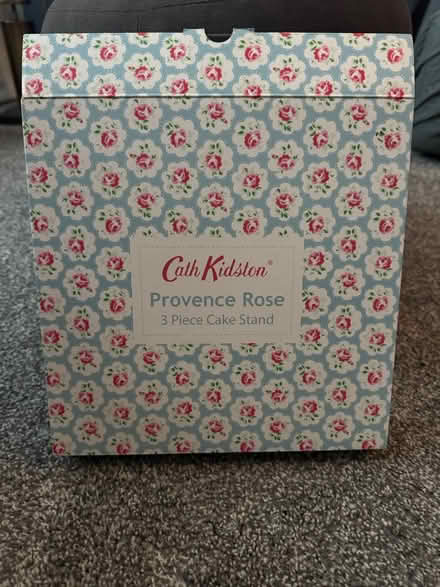 Cath Kidston®
Provence Rose
3 Piece Cake Stand